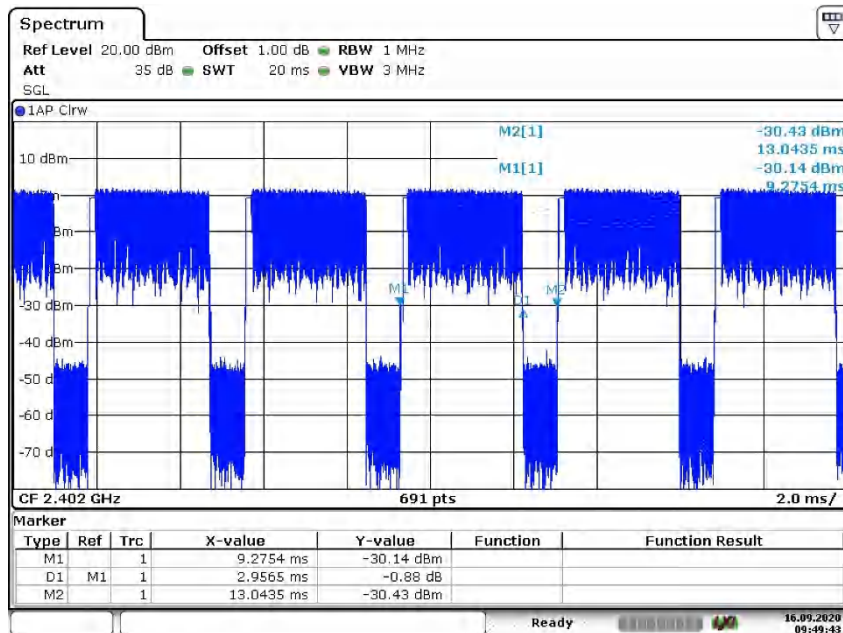 Spectrum
Ref Level 20.00 dBm Offset 1.00 dB RBW 1 MHz
Att 35 dB SWT 20 ms VBW 3 MHz
SGL
1AP Clrw
M2[1] -30.43 dBm
13.0435 ms
10 dBm
M1[1] -30.14 dBm
9.2754 ms
M1 D1 M2
-30 dBm
-40 dBm
-50 d
-60 d
-70 d
CF 2.402 GHz 691 pts 2.0 ms/
Marker
Type Ref Trc X-value Y-value Function Function Result
M1 1 9.2754 ms -30.14 dBm
D1 M1 1 2.9565 ms -0.88 dB
M2 1 13.0435 ms -30.43 dBm
Ready 16.09.2020
09:49:43